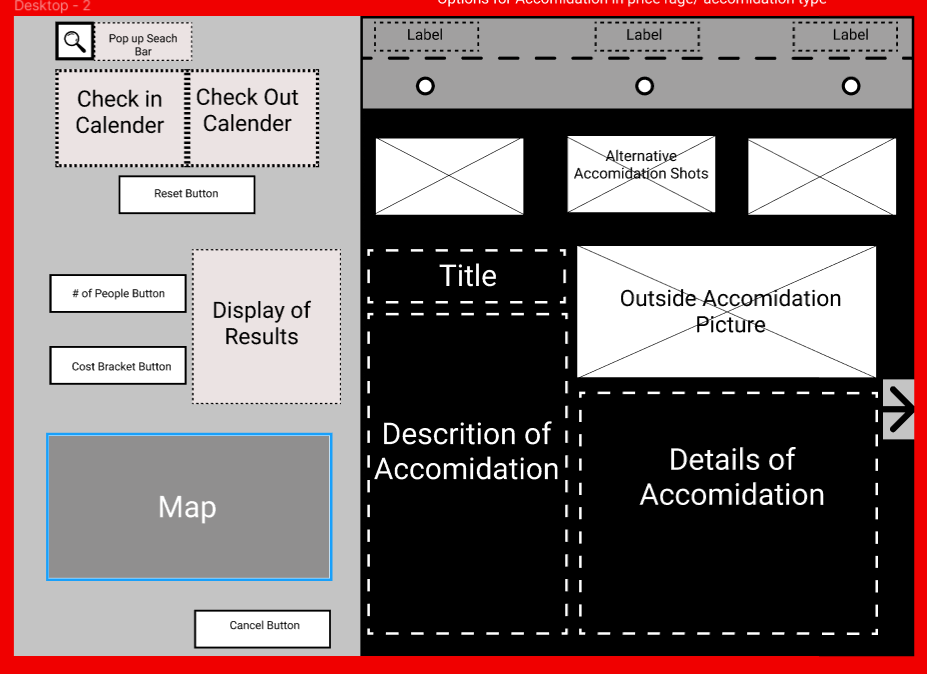 Desktop - 2
Options for Accomidation in price rage/ accomidation type
Pop up Seach
Bar
Check in
Calender
Check Out
Calender
Reset Button
# of People Button
Cost Bracket Button
Display of
Results
Map
Cancel Button
Label
Label
Label
Alternative
Accomidation Shots
Title
Outside Accomidation
Picture
Descrition of
Accomidation
Details of
Accomidation